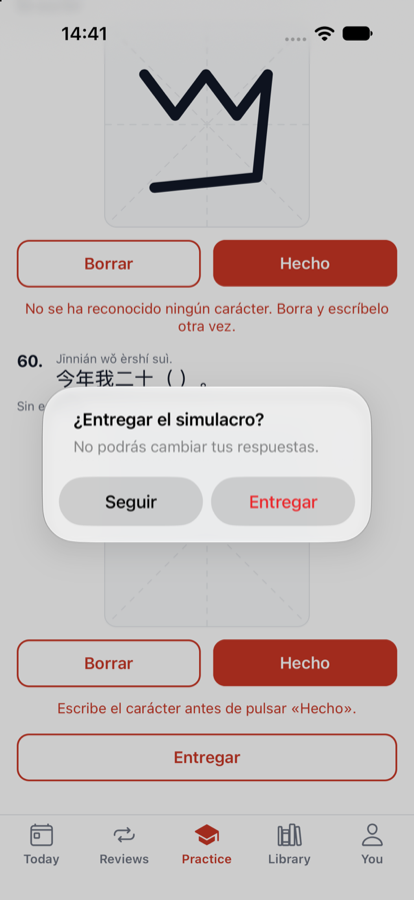 14:41
Borrar
Hecho
No se ha reconocido ningún carácter. Borra y escríbelo
otra vez.
60.
Jīnnián wǒ èrshí suì.
今年我二十（ ）。
Sin e
¿Entregar el simulacro?
No podrás cambiar tus respuestas.
Seguir
Entregar
Borrar
Hecho
Escribe el carácter antes de pulsar «Hecho».
Entregar
Today
Reviews
Practice
Library
You